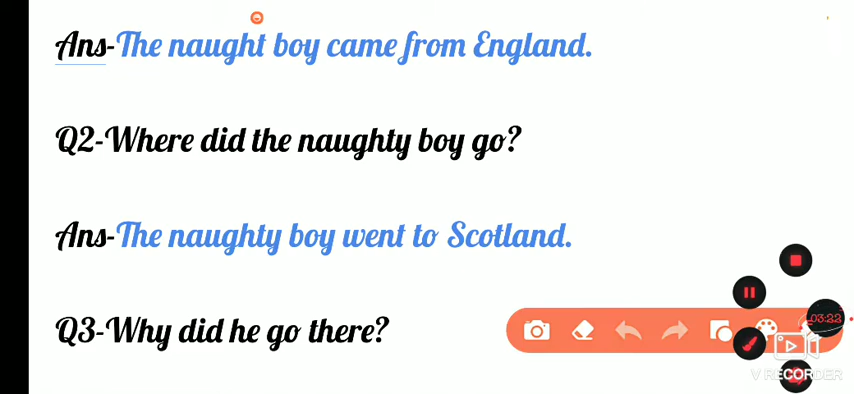 Ans-The naught boy came from England.
Q2-Where did the naughty boy go?
Ans-The naughty boy went to Scotland.
Q3-Why did he go there?
03:22
V RECORDER